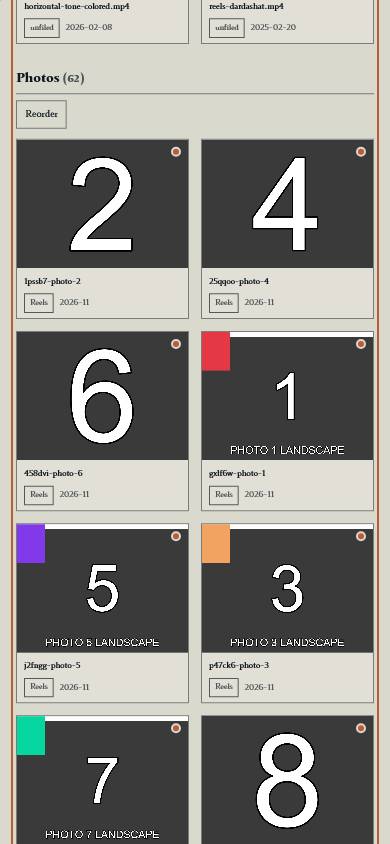 horizontal-tone-colored.mp4
reels-dardashat.mp4
unfiled 2026-02-08
unfiled 2025-02-20
Photos (62)
Reorder
2
4
1pssb7-photo-2
25qqoo-photo-4
Reels 2026-11
Reels 2026-11
6
1
PHOTO 1 LANDSCAPE
458dvi-photo-6
gxlf6w-photo-1
Reels 2026-11
Reels 2026-11
5
3
PHOTO 5 LANDSCAPE
PHOTO 3 LANDSCAPE
j2fngg-photo-5
p47ck6-photo-3
Reels 2026-11
Reels 2026-11
7
8
PHOTO 7 LANDSCAPE